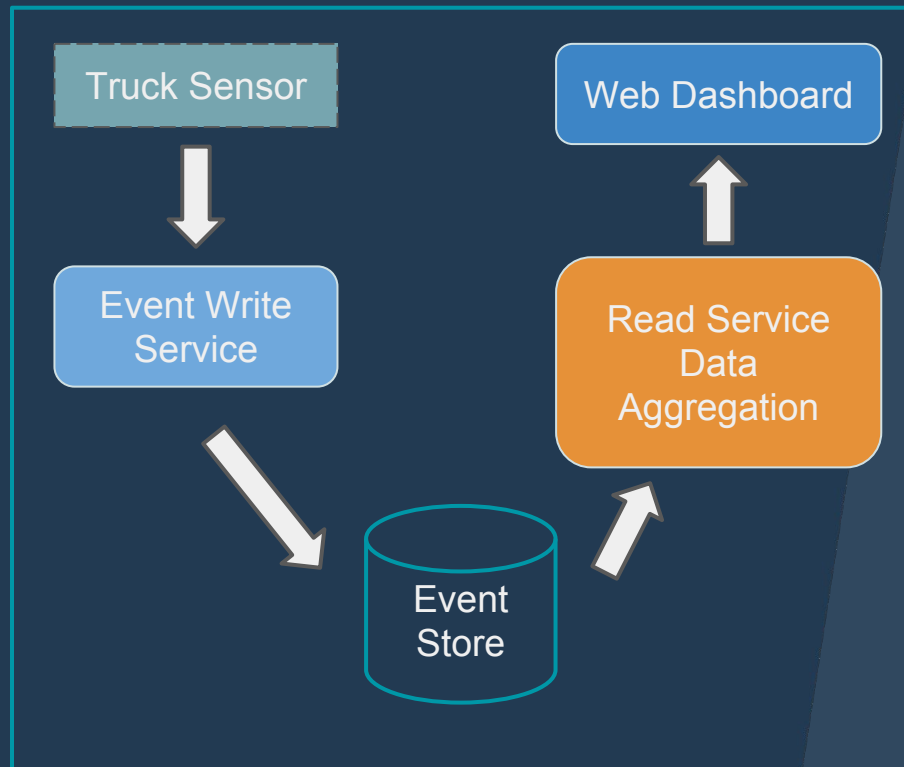 Truck Sensor
Web Dashboard
Event Write
Service
Read Service
Data
Aggregation
Event
Store